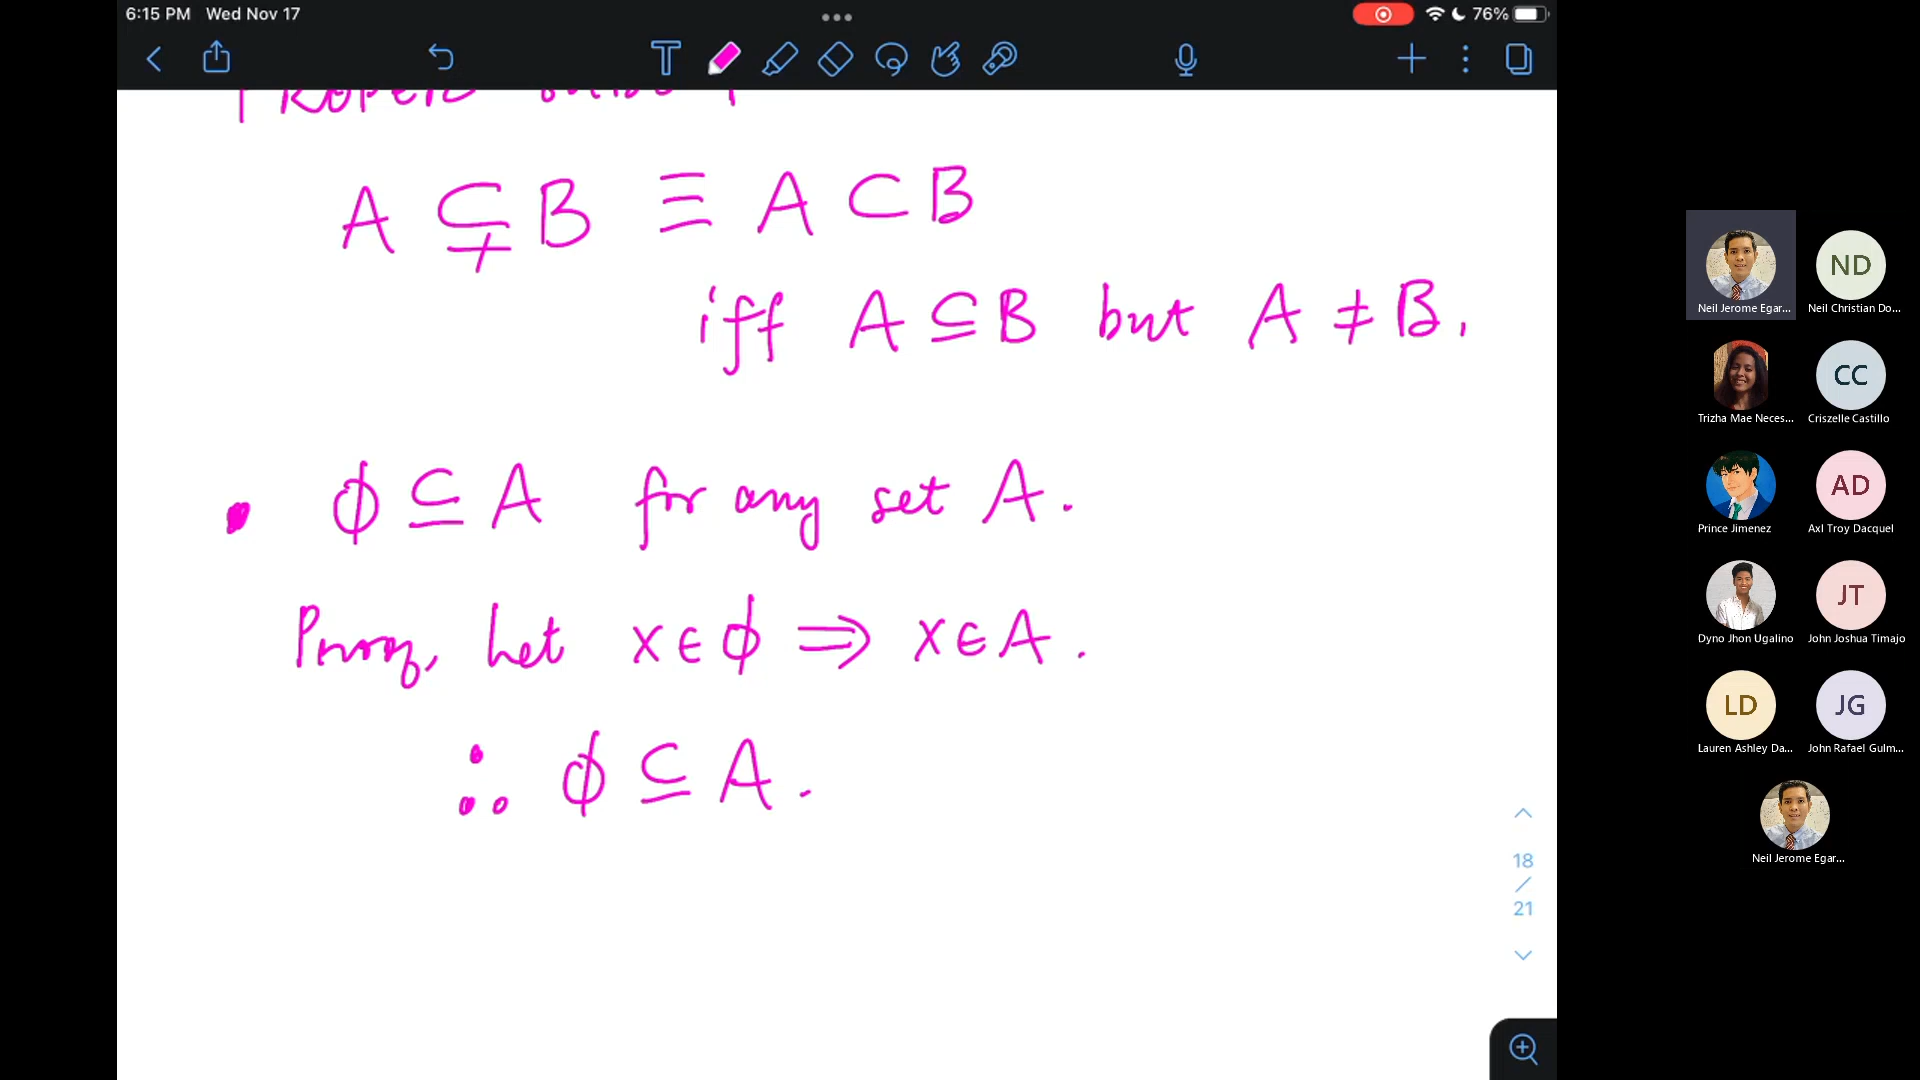 6:15 PM Wed Nov 17
76%
A ⊊ B ≡ A ⊂ B
iff A ⊆ B but A ≠ B.
• ϕ ⊆ A for any set A.
Let x ∈ ϕ ⇒ x ∈ A.
∴ ϕ ⊆ A.
18
/
21
Neil Jerome Egar...
ND
Neil Christian Do...
Trizha Mae Neces...
CC
Criszelle Castillo
Prince Jimenez
AD
Axl Troy Dacquel
Dyno Jhon Ugalino
JT
John Joshua Timajo
LD
Lauren Ashley Da...
JG
John Rafael Gulm...
Neil Jerome Egar...